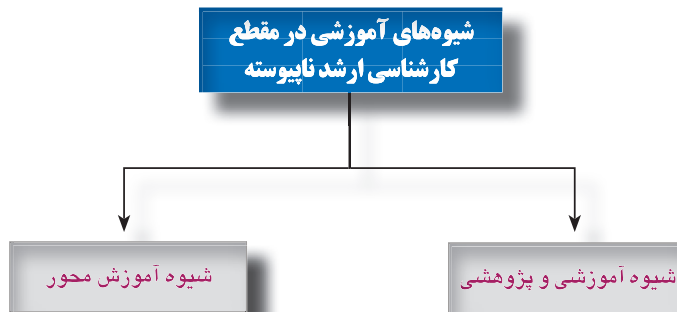 شیوه‌های آموزشی در مقطع
کارشناسی ارشد ناپیوسته
شیوه آموزشی و پژوهشی
شیوه آموزش محور